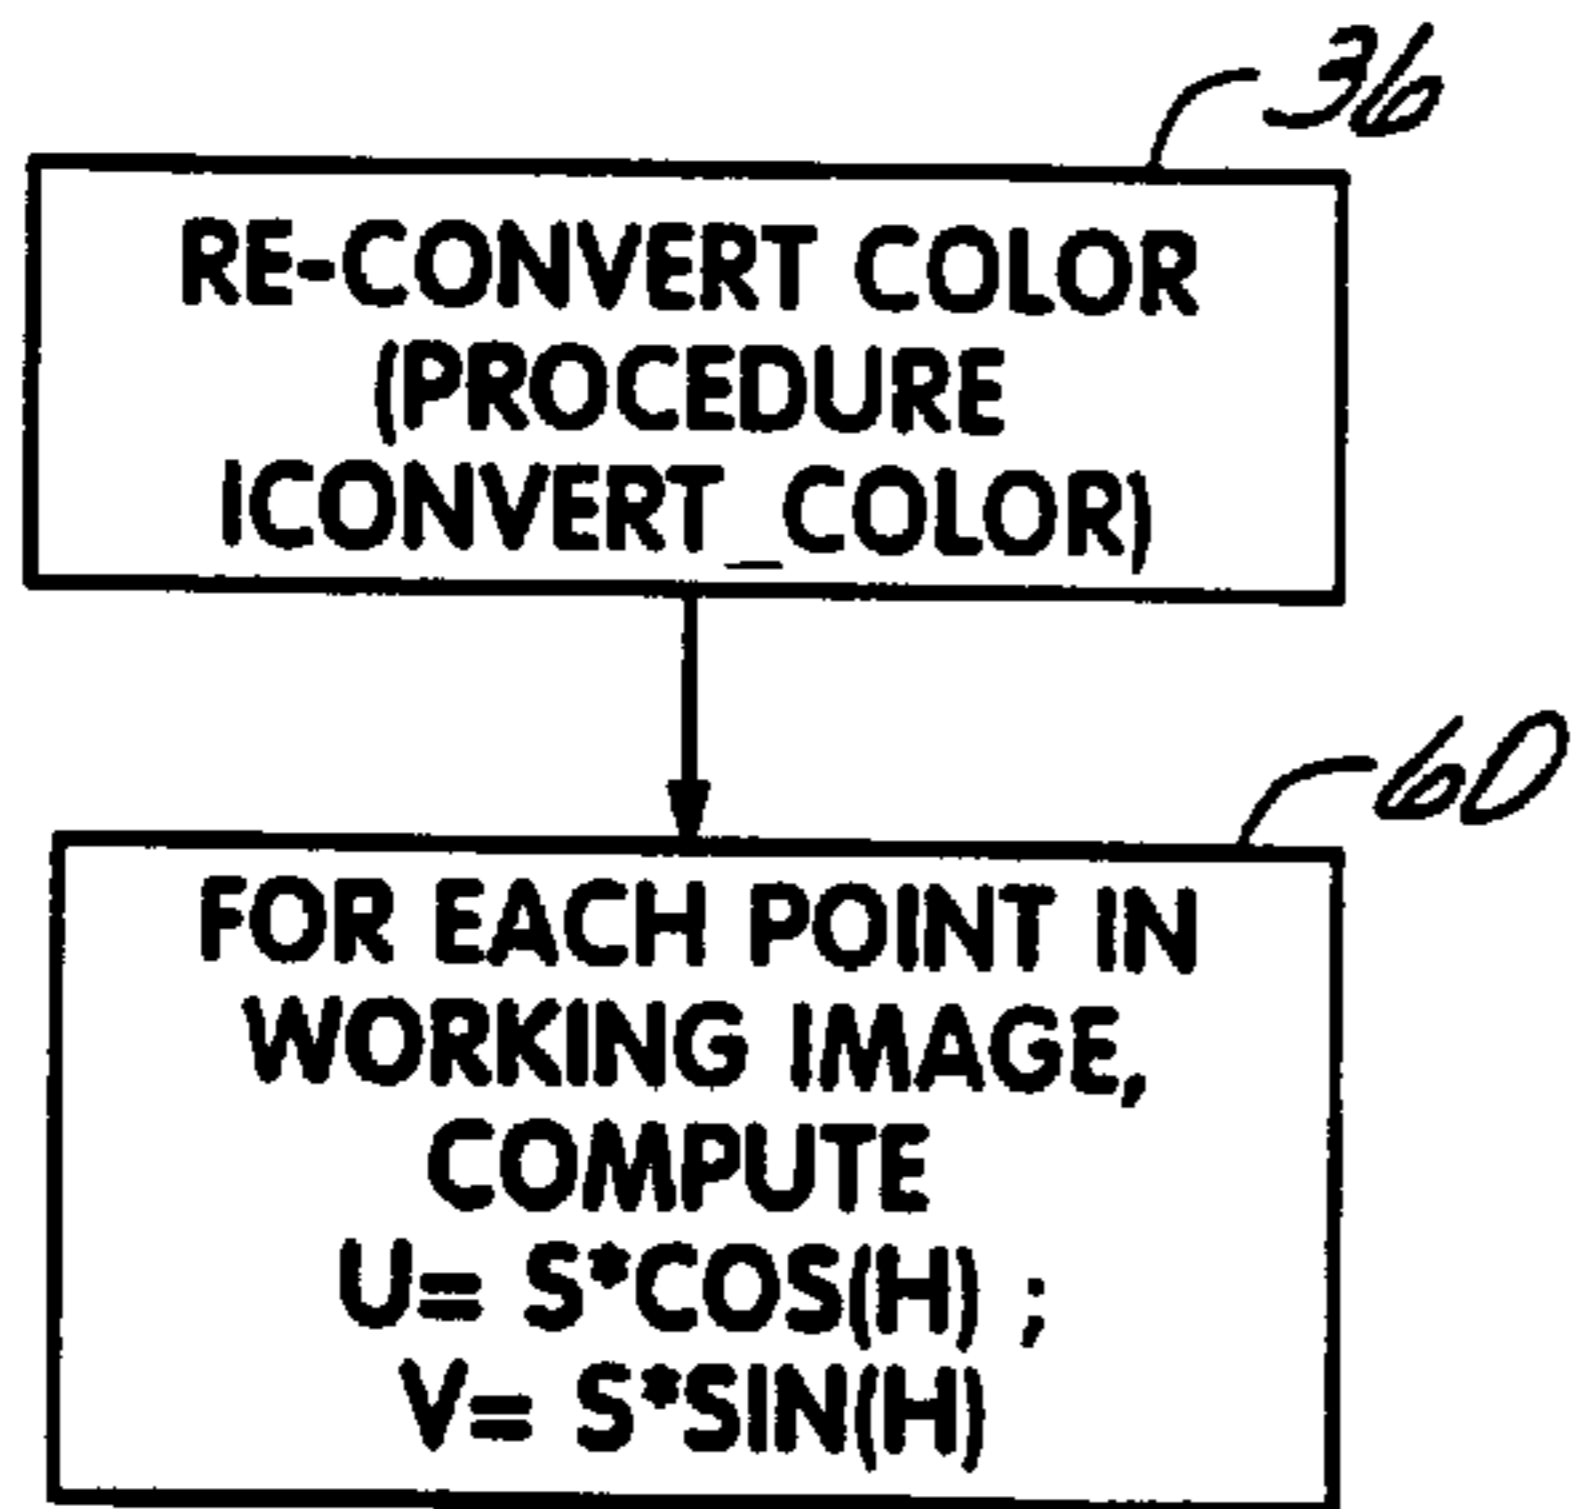 36
RE-CONVERT COLOR
(PROCEDURE
ICONVERT_COLOR)
60
FOR EACH POINT IN
WORKING IMAGE,
COMPUTE
U= S*COS(H) ;
V= S*SIN(H)